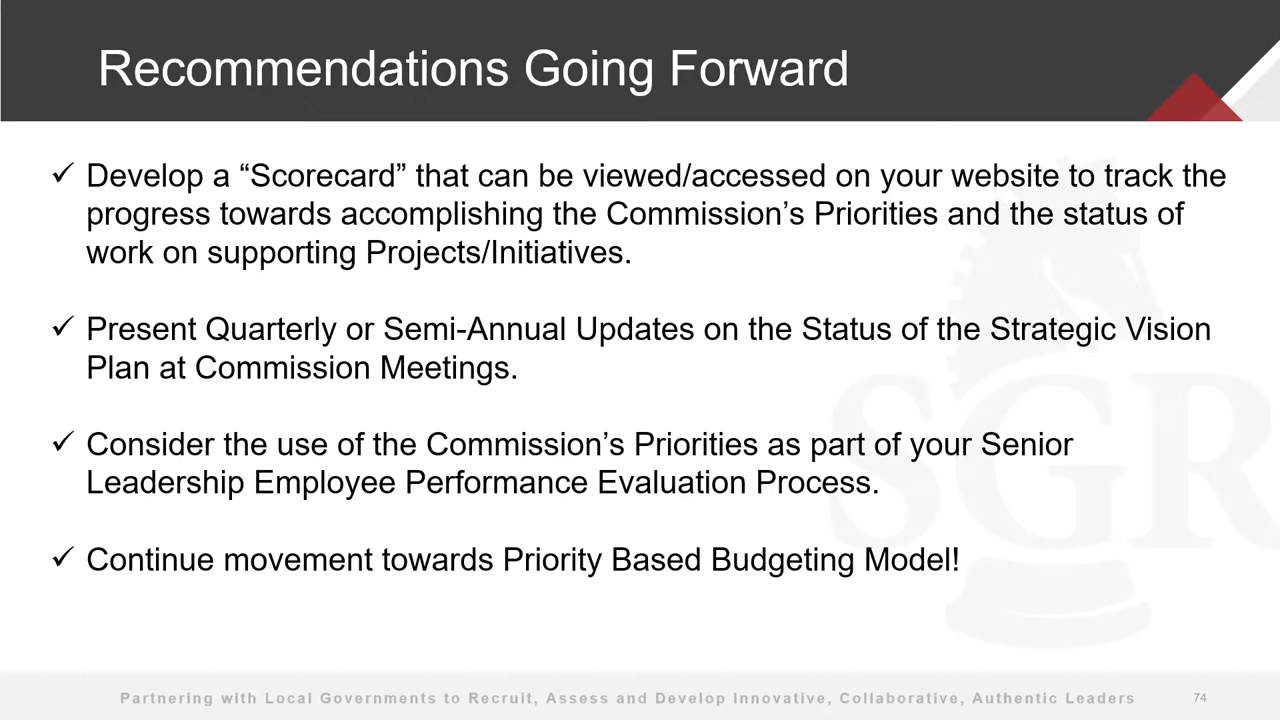 Recommendations Going Forward
✓ Develop a “Scorecard” that can be viewed/accessed on your website to track the
progress towards accomplishing the Commission’s Priorities and the status of
work on supporting Projects/Initiatives.
✓ Present Quarterly or Semi-Annual Updates on the Status of the Strategic Vision
Plan at Commission Meetings.
✓ Consider the use of the Commission’s Priorities as part of your Senior
Leadership Employee Performance Evaluation Process.
✓ Continue movement towards Priority Based Budgeting Model!
SGR
Partnering with Local Governments to Recruit, Assess and Develop Innovative, Collaborative, Authentic Leaders
74